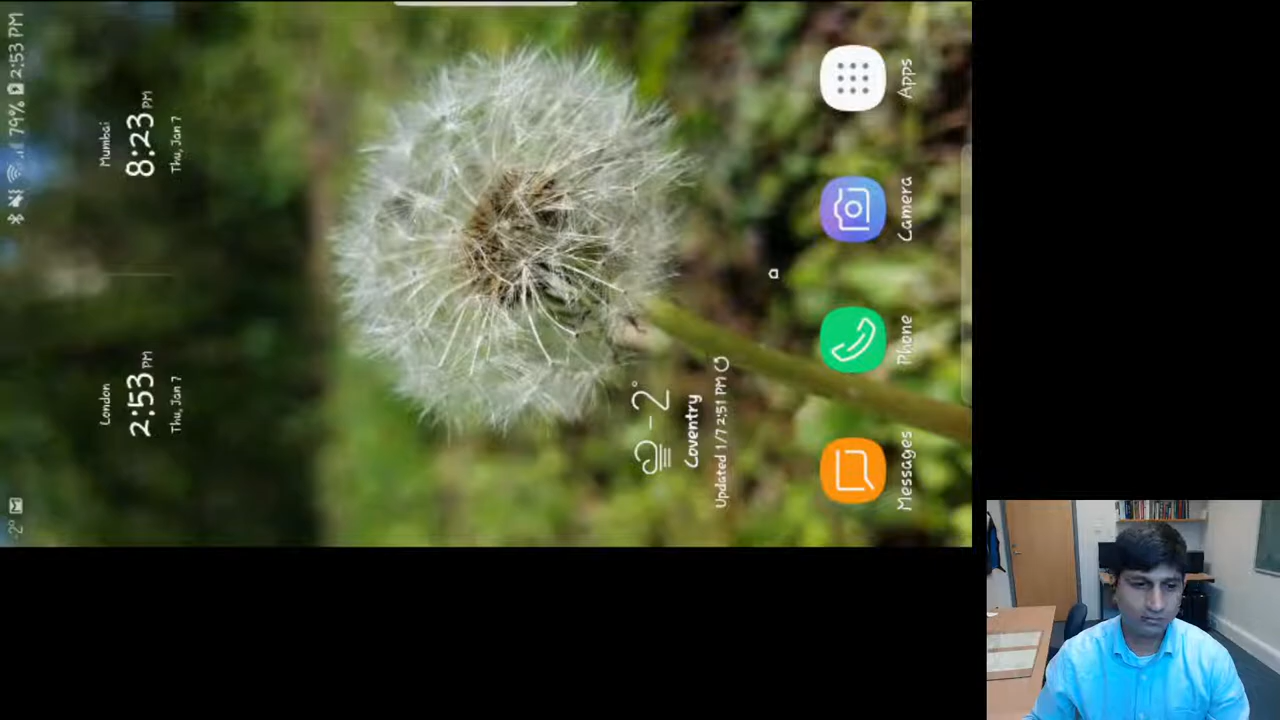 -2°
79% 2:53 PM
London
2:53 PM
Thu, Jan 7
Mumbai
8:23 PM
Thu, Jan 7
-2°
Coventry
Updated 1/7 2:51 PM
Messages
Phone
Camera
Apps